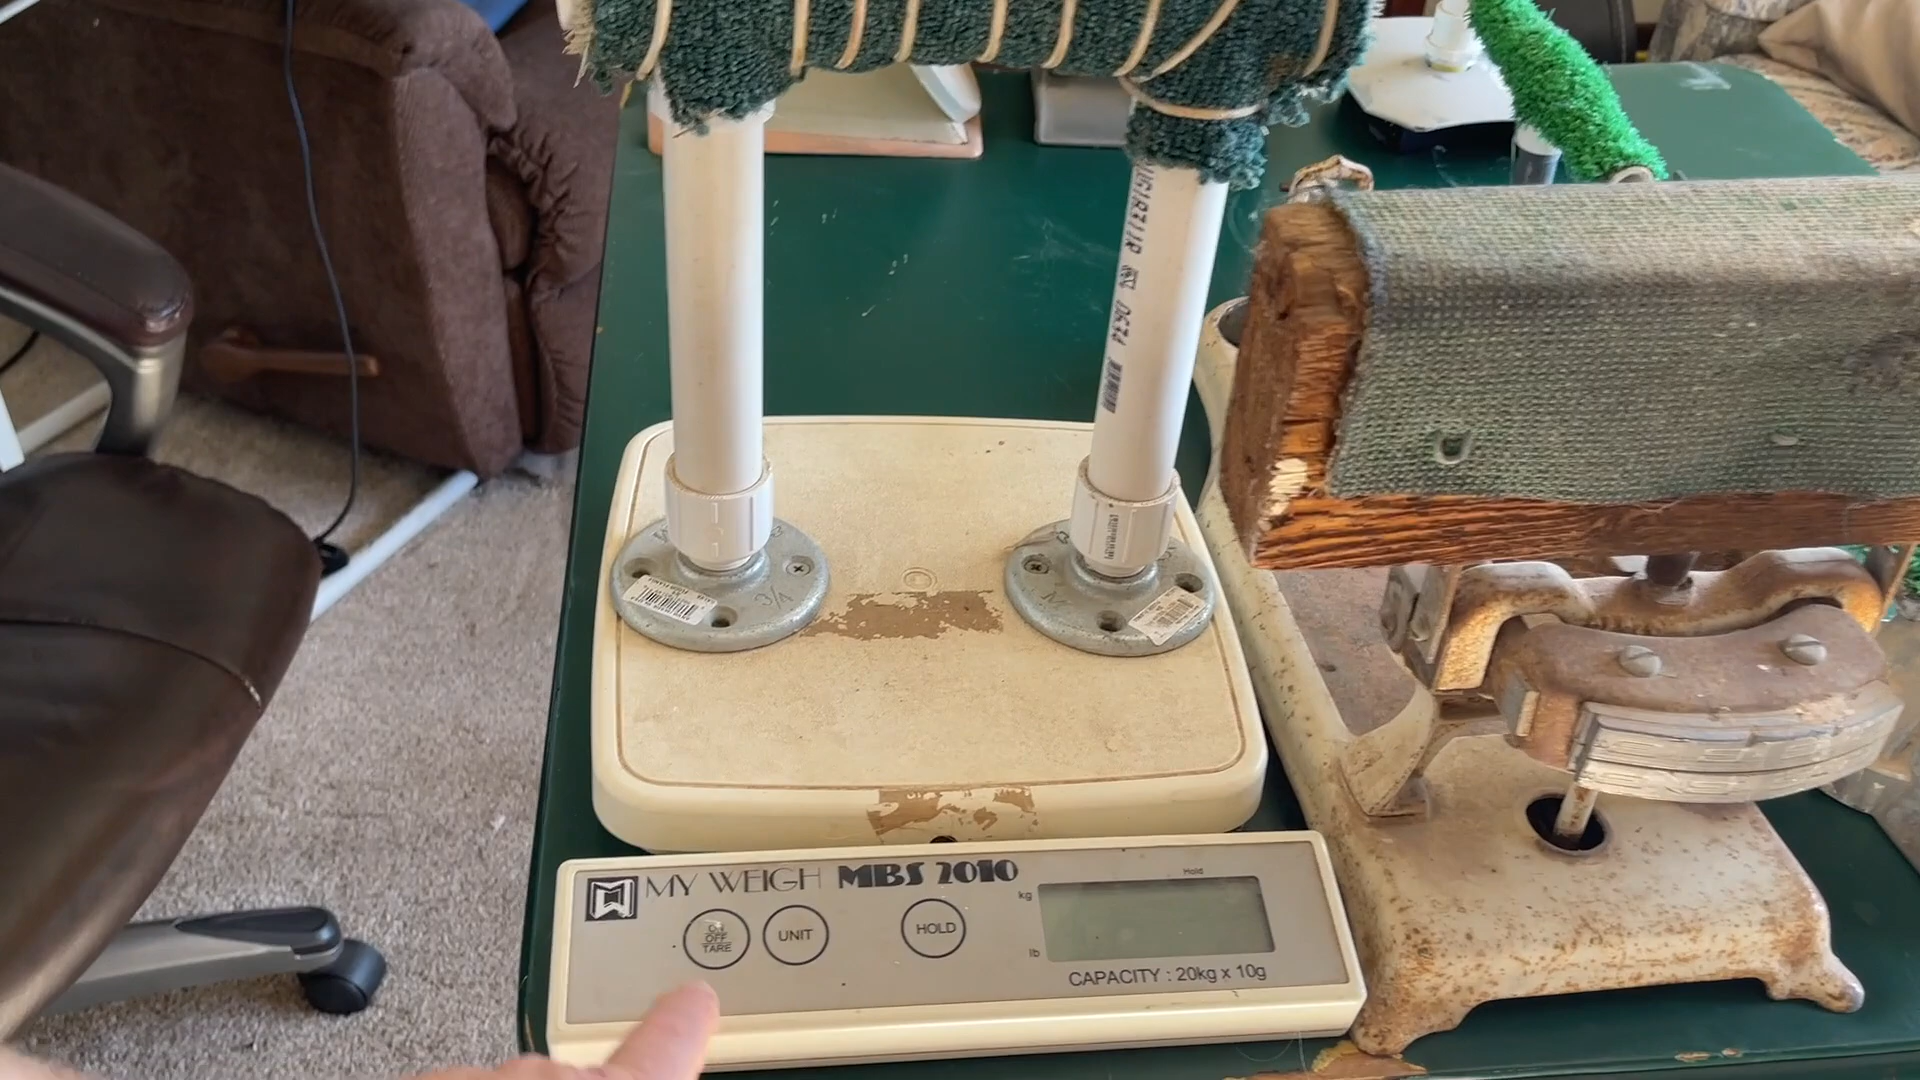 3/4
MY WEIGH MBS 2010
Hold
kg
lb
ON
OFF
TARE
UNIT
HOLD
CAPACITY : 20kg x 10g